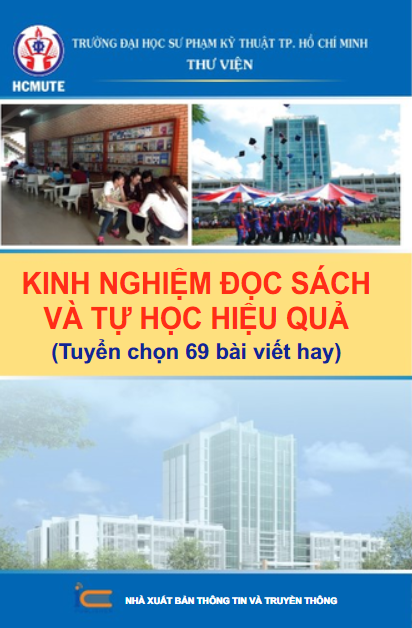 TRƯỜNG ĐẠI HỌC SƯ PHẠM KỸ THUẬT TP. HỒ CHÍ MINH
THƯ VIỆN
HCMUTE
KINH NGHIỆM ĐỌC SÁCH
VÀ TỰ HỌC HIỆU QUẢ
(Tuyển chọn 69 bài viết hay)
NHÀ XUẤT BẢN THÔNG TIN VÀ TRUYỀN THÔNG